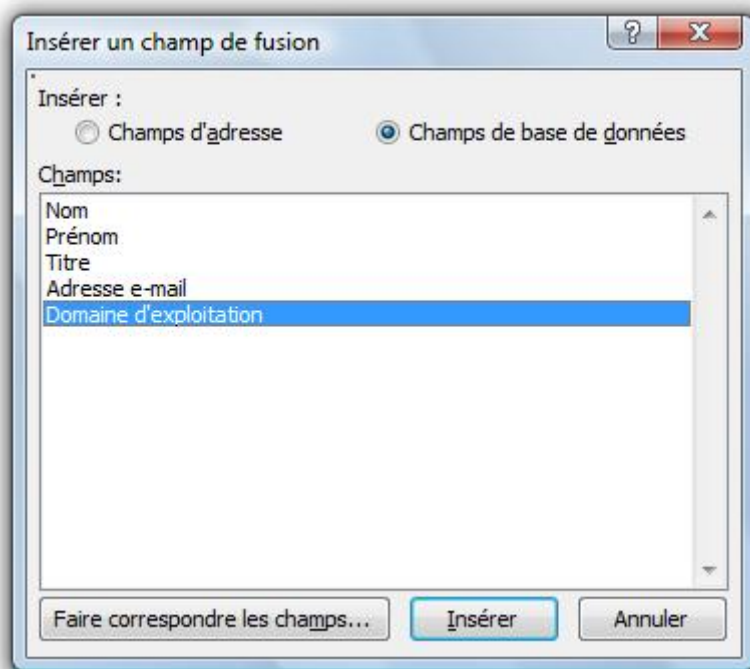 Insérer un champ de fusion
Insérer :
Champs d'adresse
Champs de base de données
Champs:
Nom
Prénom
Titre
Adresse e-mail
Domaine d'exploitation
Faire correspondre les champs...
Insérer
Annuler